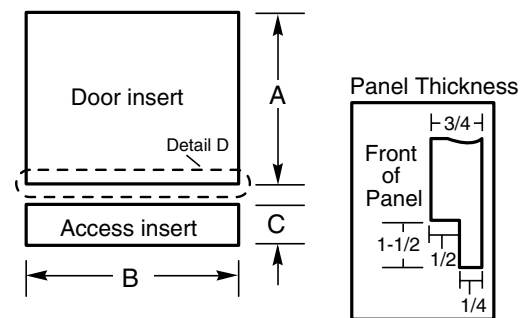 Door insert
A
Detail D
Access insert
C
B
Panel Thickness
3/4
Front
of
Panel
1-1/2
1/2
1/4